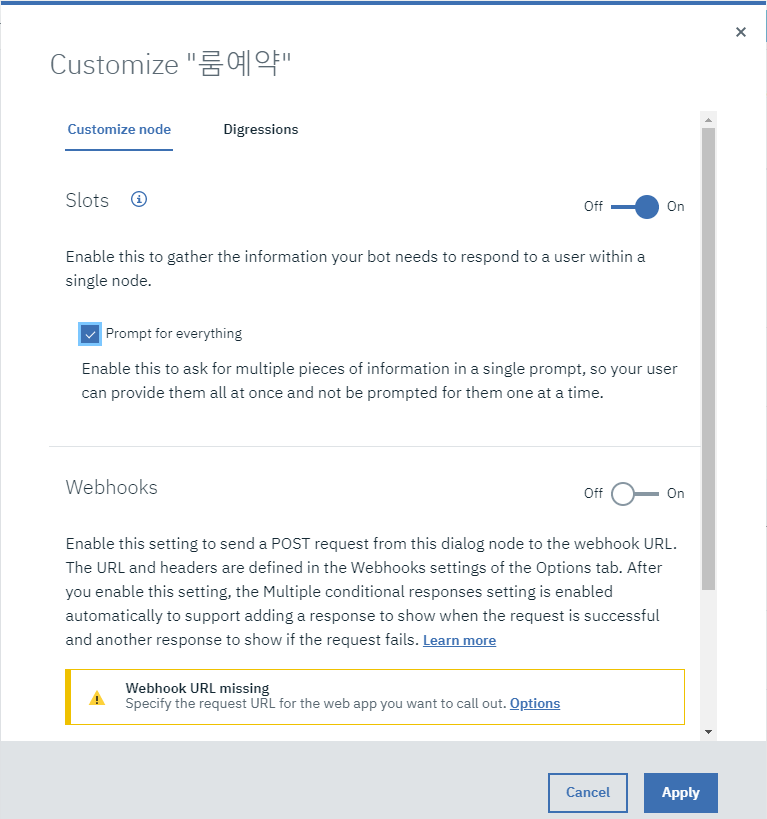 Customize "룸예약"
Customize node
Digressions
Slots
Off
On
Enable this to gather the information your bot needs to respond to a user within a
single node.
Prompt for everything
Enable this to ask for multiple pieces of information in a single prompt, so your user
can provide them all at once and not be prompted for them one at a time.
Webhooks
Off
On
Enable this setting to send a POST request from this dialog node to the webhook URL.
The URL and headers are defined in the Webhooks settings of the Options tab. After
you enable this setting, the Multiple conditional responses setting is enabled
automatically to support adding a response to show when the request is successful
and another response to show if the request fails. Learn more
Webhook URL missing
Specify the request URL for the web app you want to call out. Options
Cancel
Apply